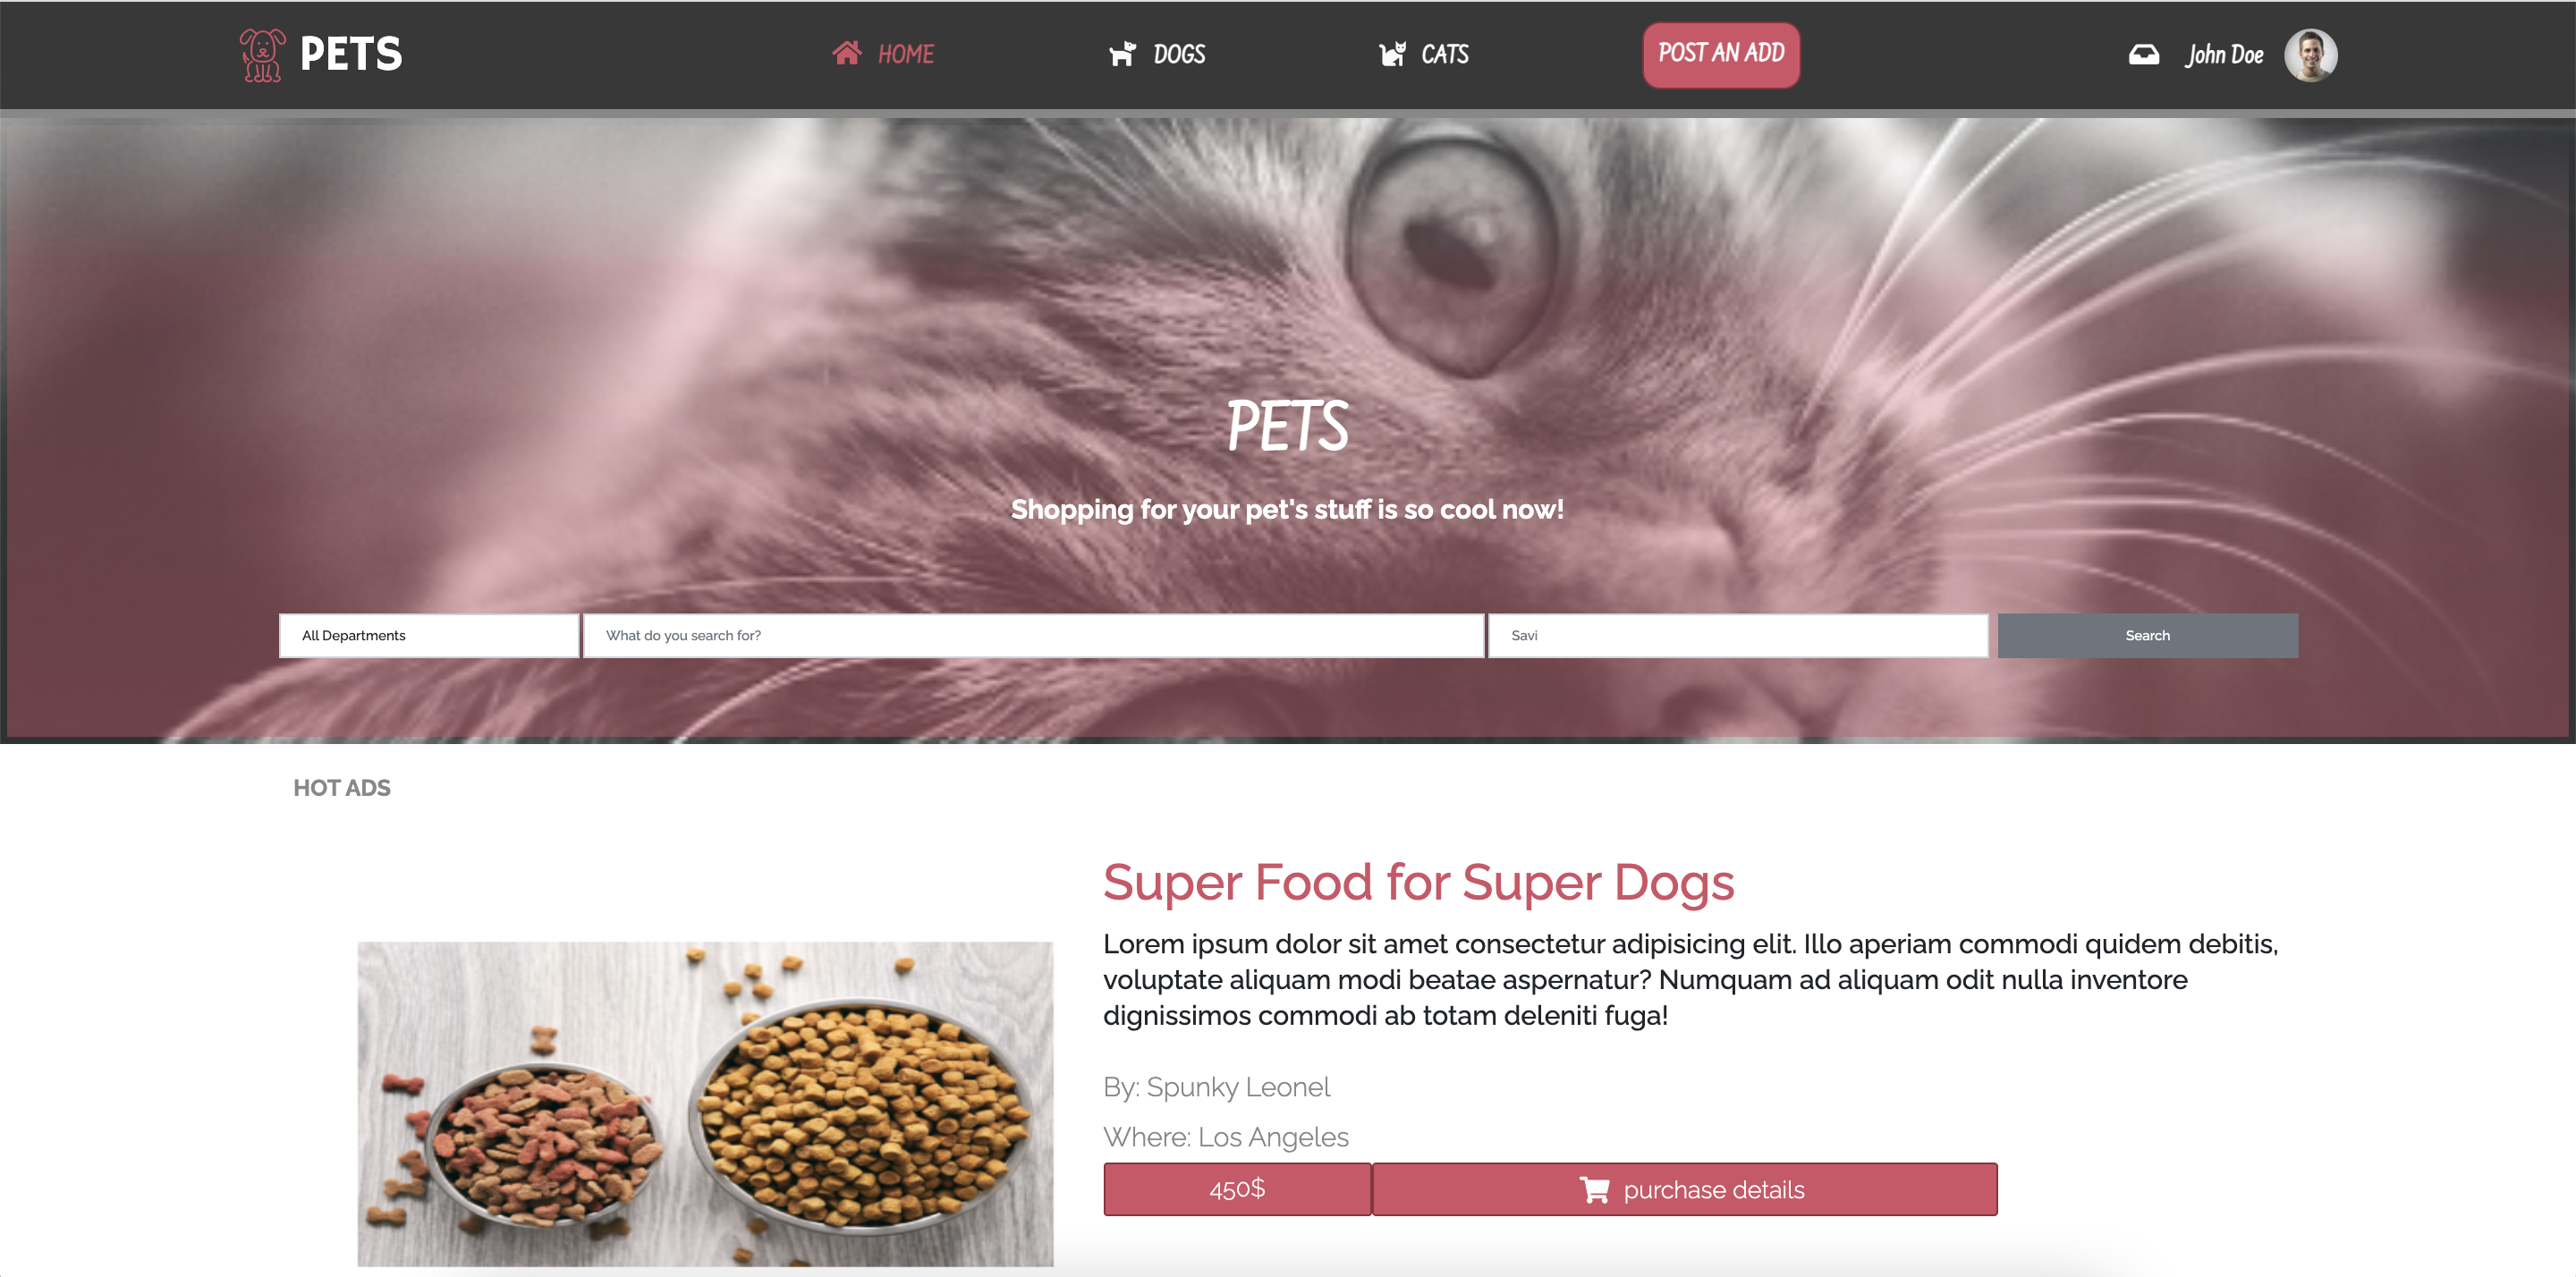 PETS
HOME
DOGS
CATS
POST AN ADD
John Doe
PETS
Shopping for your pet's stuff is so cool now!
All Departments
What do you search for?
Savi
Search
HOT ADS
Super Food for Super Dogs
Lorem ipsum dolor sit amet consectetur adipisicing elit. Illo aperiam commodi quidem debitis,
voluptate aliquam modi beatae aspernatur? Numquam ad aliquam odit nulla inventore
dignissimos commodi ab totam deleniti fuga!
By: Spunky Leonel
Where: Los Angeles
450$
purchase details